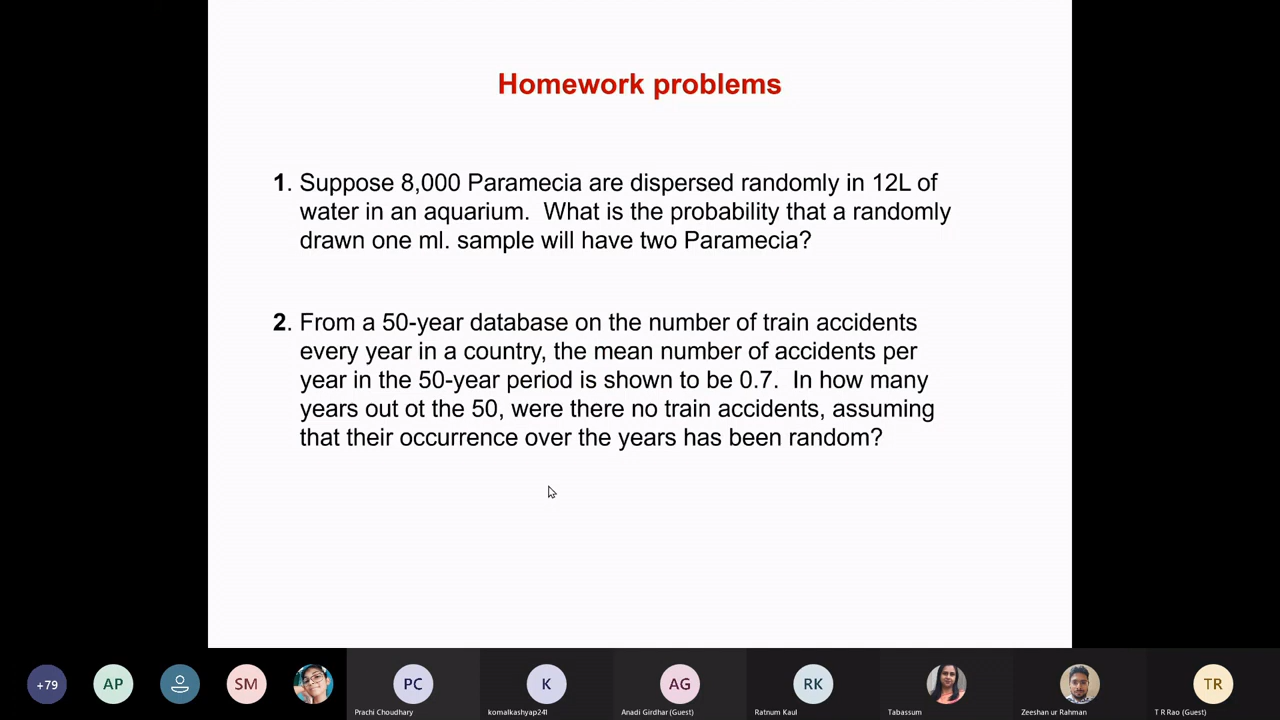 Homework problems
1. Suppose 8,000 Paramecia are dispersed randomly in 12L of
water in an aquarium. What is the probability that a randomly
drawn one ml. sample will have two Paramecia?
2. From a 50-year database on the number of train accidents
every year in a country, the mean number of accidents per
year in the 50-year period is shown to be 0.7. In how many
years out ot the 50, were there no train accidents, assuming
that their occurrence over the years has been random?
+79
AP
SM
PC
K
AG
RK
TR
Prachi Choudhary
komalkashyap241
Anadi Girdhar (Guest)
Ratnum Kaul
Tabassum
Zeeshan ur Rahman
T R Rao (Guest)